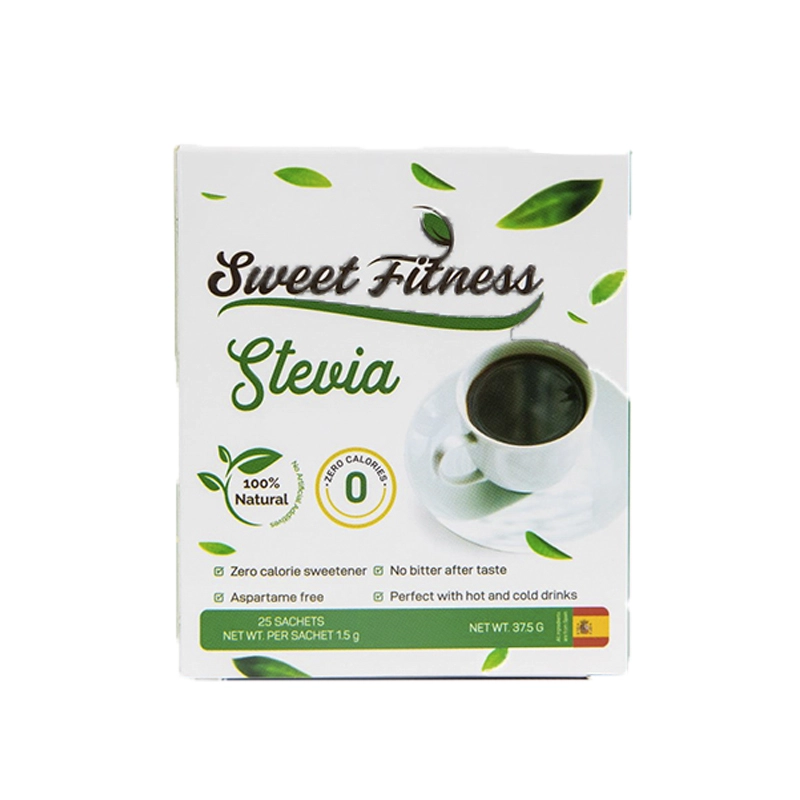 Sweet Fitness
Stevia
100%
Natural
No Artificial Additives
ZERO CALORIES
0
Zero calorie sweetener
No bitter after taste
Aspartame free
Perfect with hot and cold drinks
25 SACHETS
NET WT. PER SACHET 1.5 g
NET WT. 37.5 G